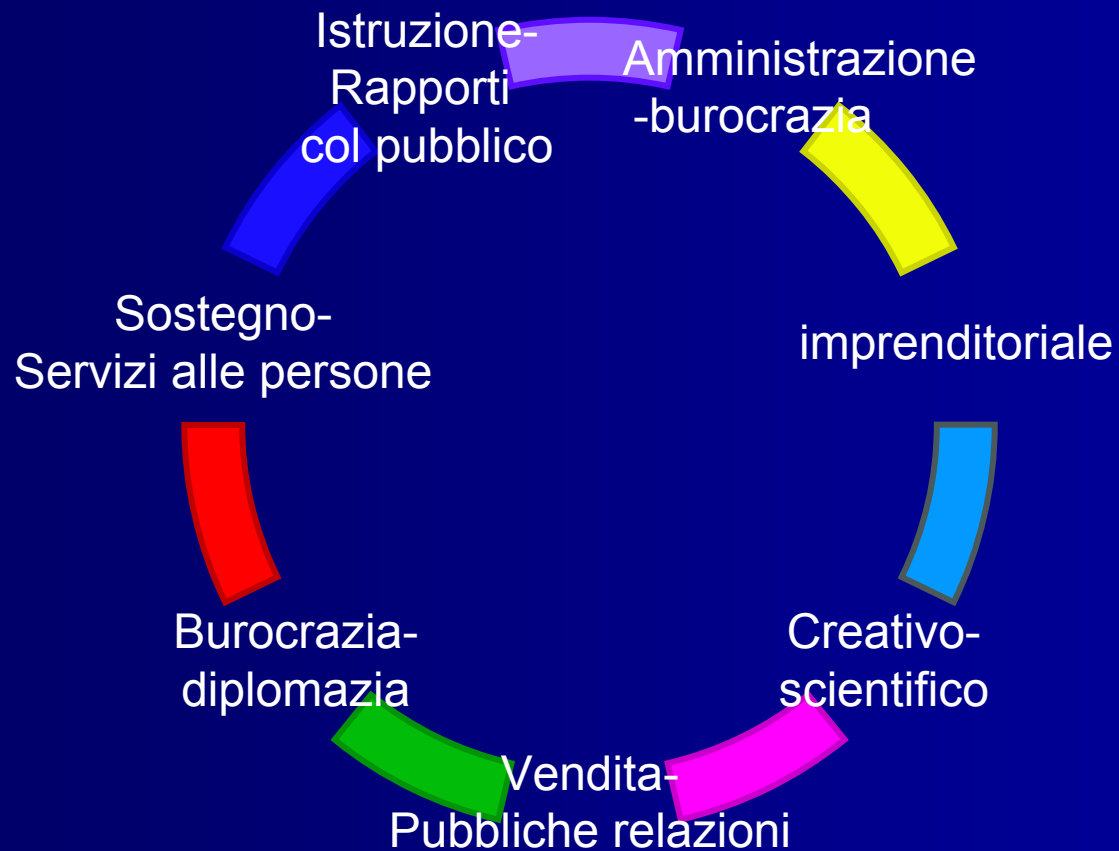 Istruzione-
Rapporti
col pubblico
Amministrazione
-burocrazia
imprenditoriale
Creativo-
scientifico
Vendita-
Pubbliche relazioni
Burocrazia-
diplomazia
Sostegno-
Servizi alle persone